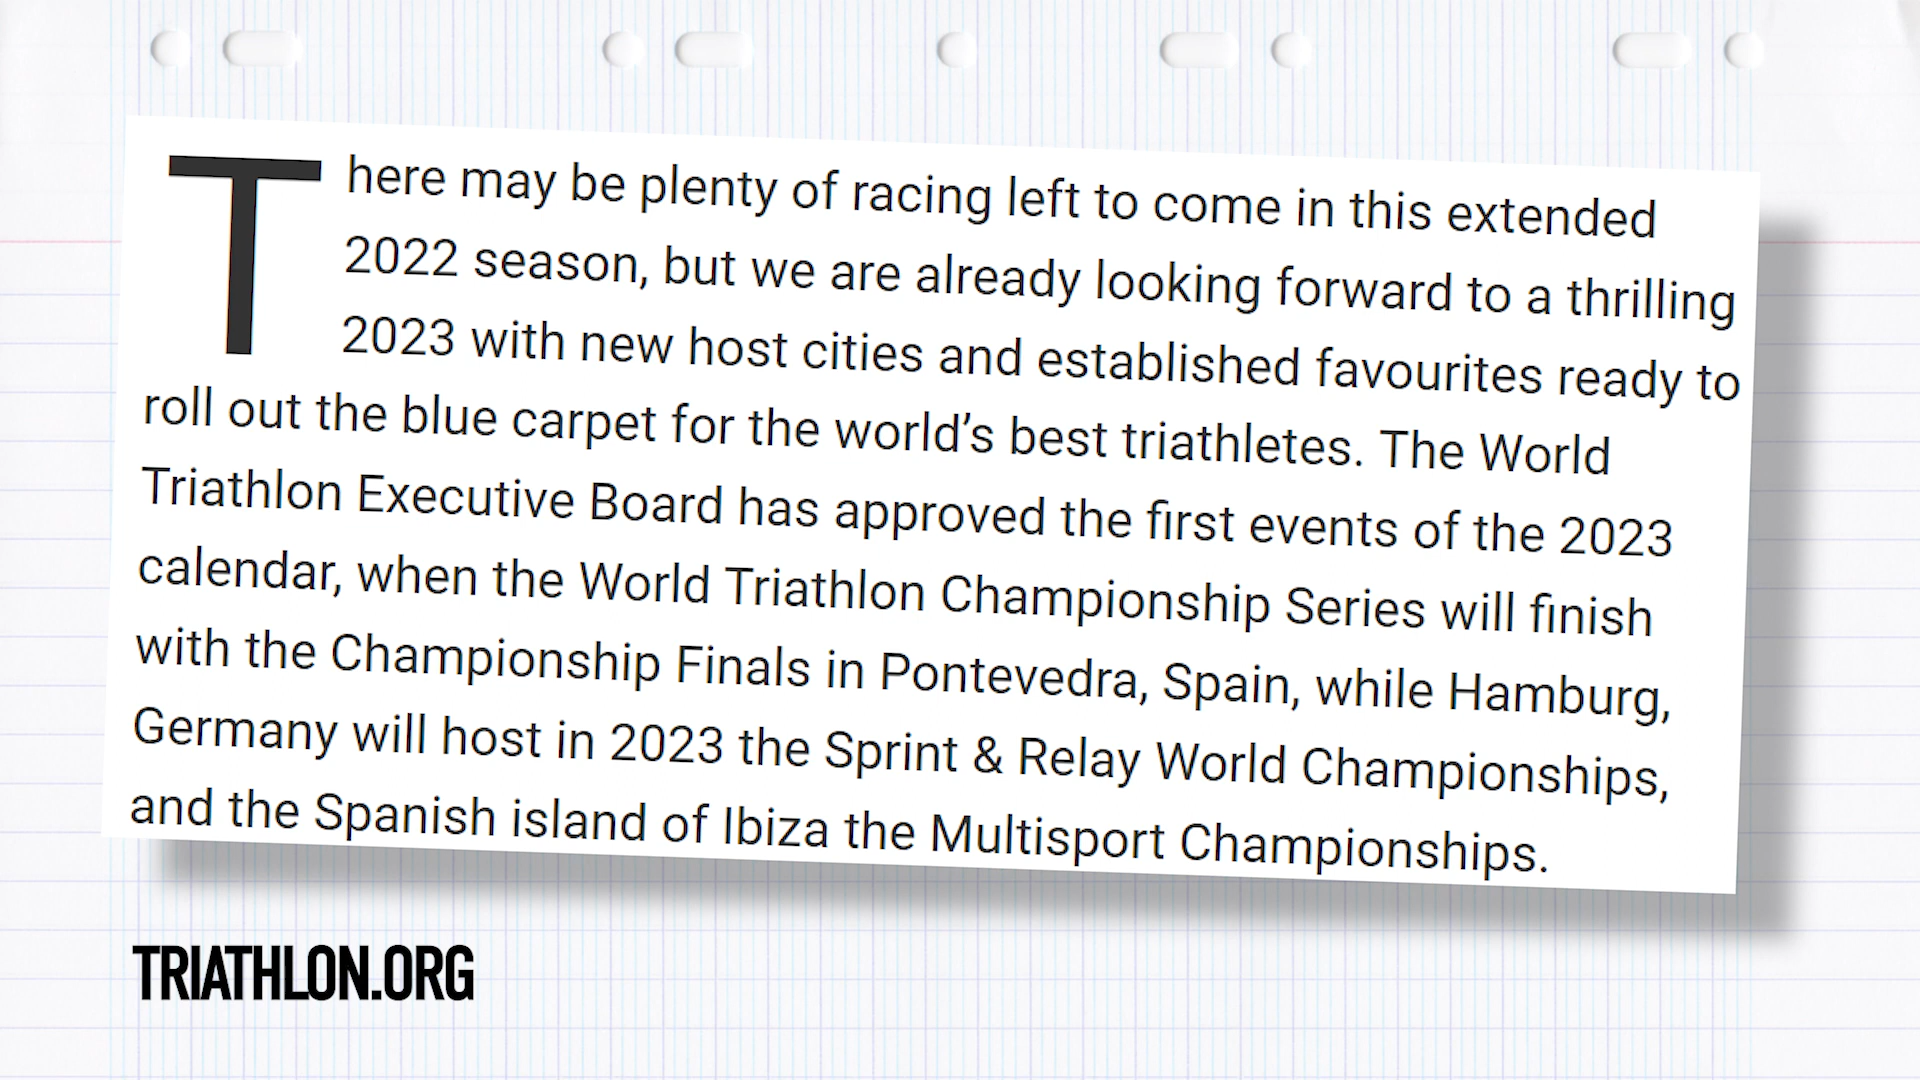 There may be plenty of racing left to come in this extended
2022 season, but we are already looking forward to a thrilling
2023 with new host cities and established favourites ready to
roll out the blue carpet for the world’s best triathletes. The World
Triathlon Executive Board has approved the first events of the 2023
calendar, when the World Triathlon Championship Series will finish
with the Championship Finals in Pontevedra, Spain, while Hamburg,
Germany will host in 2023 the Sprint & Relay World Championships,
and the Spanish island of Ibiza the Multisport Championships.
TRIATHLON.ORG